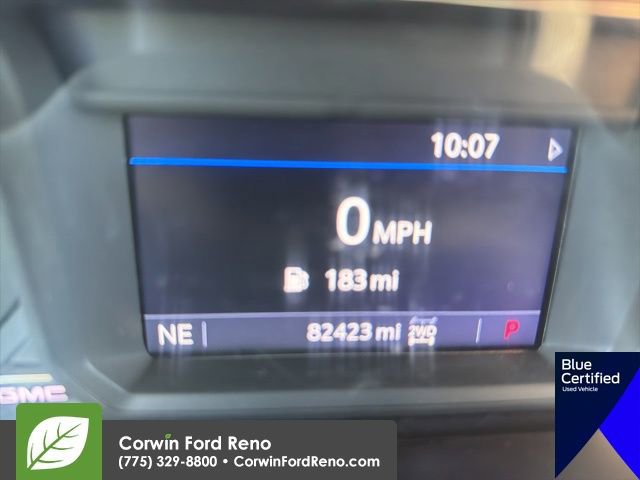 10:07
0 MPH
183 mi
NE 82423 mi 2WD P
GMC
Blue
Certified
Used Vehicle
Corwin Ford Reno
(775) 329-8800 • CorwinFordReno.com